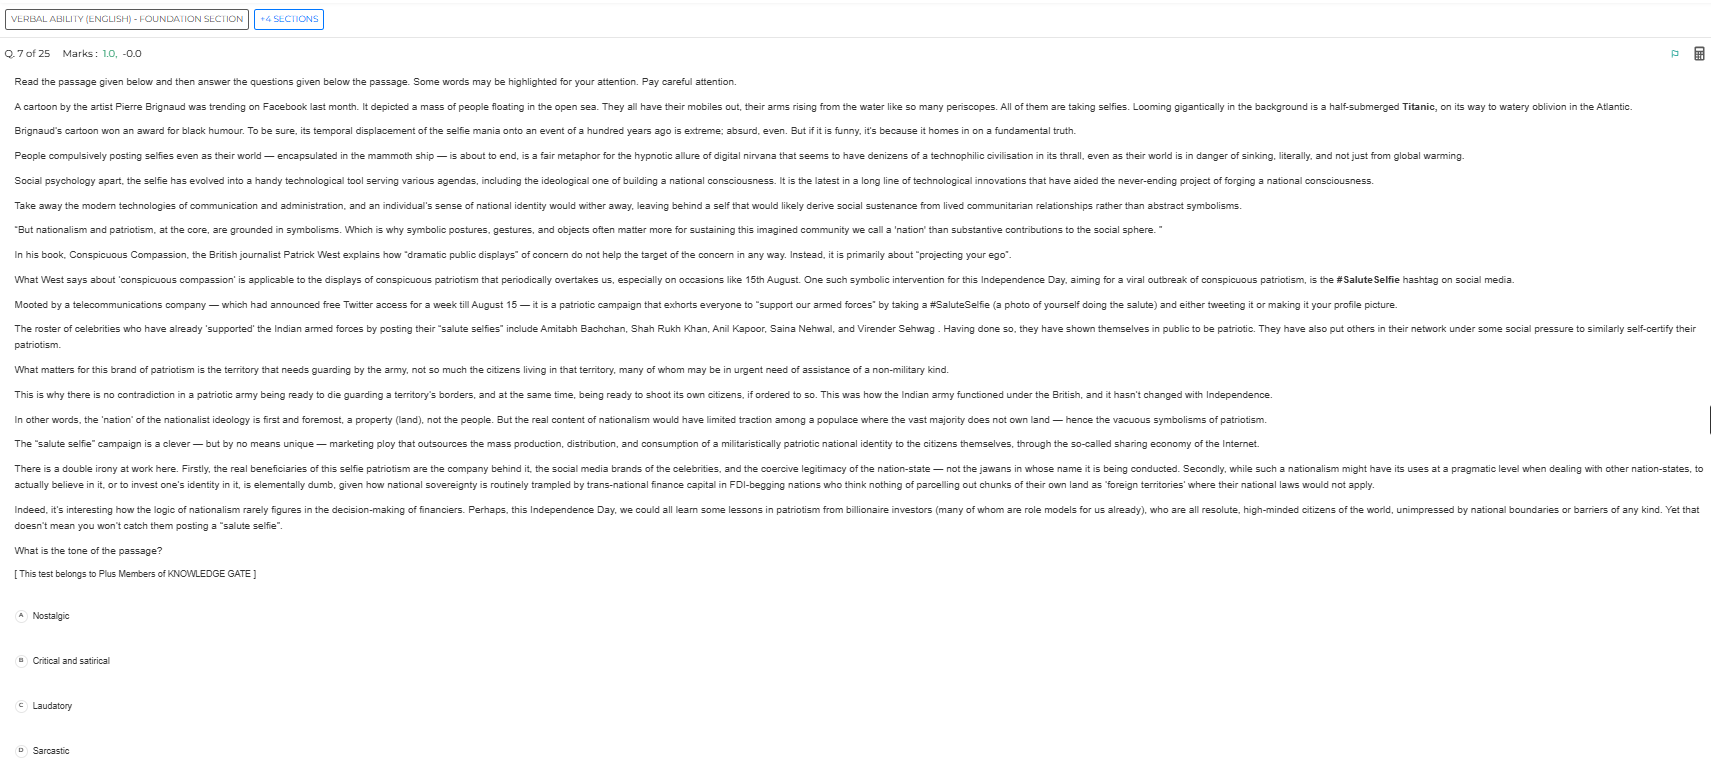 VERBAL ABILITY (ENGLISH) - FOUNDATION SECTION +4 SECTIONS
Q. 7 of 25 Marks : 1.0, -0.0
Read the passage given below and then answer the questions given below the passage. Some words may be highlighted for your attention. Pay careful attention.
A cartoon by the artist Pierre Brignaud was trending on Facebook last month. It depicted a mass of people floating in the open sea. They all have their mobiles out, their arms rising from the water like so many periscopes. All of them are taking selfies. Looming gigantically in the background is a half-submerged Titanic, on its way to watery oblivion in the Atlantic.
Brignaud's cartoon won an award for black humour. To be sure, its temporal displacement of the selfie mania onto an event of a hundred years ago is extreme; absurd, even. But if it is funny, it's because it homes in on a fundamental truth.
People compulsively posting selfies even as their world — encapsulated in the mammoth ship — is about to end, is a fair metaphor for the hypnotic allure of digital nirvana that seems to have denizens of a technophilic civilisation in its thrall, even as their world is in danger of sinking, literally, and not just from global warming.
Social psychology apart, the selfie has evolved into a handy technological tool serving various agendas, including the ideological one of building a national consciousness. It is the latest in a long line of technological innovations that have aided the never-ending project of forging a national consciousness.
Take away the modern technologies of communication and administration, and an individual's sense of national identity would wither away, leaving behind a self that would likely derive social sustenance from lived communitarian relationships rather than abstract symbolisms.
"But nationalism and patriotism, at the core, are grounded in symbolisms. Which is why symbolic postures, gestures, and objects often matter more for sustaining this imagined community we call a 'nation' than substantive contributions to the social sphere. "
In his book, Conspicuous Compassion, the British journalist Patrick West explains how "dramatic public displays" of concern do not help the target of the concern in any way. Instead, it is primarily about "projecting your ego".
What West says about 'conspicuous compassion' is applicable to the displays of conspicuous patriotism that periodically overtakes us, especially on occasions like 15th August. One such symbolic intervention for this Independence Day, aiming for a viral outbreak of conspicuous patriotism, is the #SaluteSelfie hashtag on social media.
Mooted by a telecommunications company — which had announced free Twitter access for a week till August 15 — it is a patriotic campaign that exhorts everyone to "support our armed forces" by taking a #SaluteSelfie (a photo of yourself doing the salute) and either tweeting it or making it your profile picture.
The roster of celebrities who have already 'supported' the Indian armed forces by posting their "salute selfies" include Amitabh Bachchan, Shah Rukh Khan, Anil Kapoor, Saina Nehwal, and Virender Sehwag . Having done so, they have shown themselves in public to be patriotic. They have also put others in their network under some social pressure to similarly self-certify their
patriotism.
What matters for this brand of patriotism is the territory that needs guarding by the army, not so much the citizens living in that territory, many of whom may be in urgent need of assistance of a non-military kind.
This is why there is no contradiction in a patriotic army being ready to die guarding a territory's borders, and at the same time, being ready to shoot its own citizens, if ordered to so. This was how the Indian army functioned under the British, and it hasn't changed with Independence.
In other words, the 'nation' of the nationalist ideology is first and foremost, a property (land), not the people. But the real content of nationalism would have limited traction among a populace where the vast majority does not own land — hence the vacuous symbolisms of patriotism.
The "salute selfie" campaign is a clever — but by no means unique — marketing ploy that outsources the mass production, distribution, and consumption of a militaristically patriotic national identity to the citizens themselves, through the so-called sharing economy of the Internet.
There is a double irony at work here. Firstly, the real beneficiaries of this selfie patriotism are the company behind it, the social media brands of the celebrities, and the coercive legitimacy of the nation-state — not the jawans in whose name it is being conducted. Secondly, while such a nationalism might have its uses at a pragmatic level when dealing with other nation-states, to
actually believe in it, or to invest one's identity in it, is elementally dumb, given how national sovereignty is routinely trampled by trans-national finance capital in FDI-begging nations who think nothing of parcelling out chunks of their own land as 'foreign territories' where their national laws would not apply.
Indeed, it's interesting how the logic of nationalism rarely figures in the decision-making of financiers. Perhaps, this Independence Day, we could all learn some lessons in patriotism from billionaire investors (many of whom are role models for us already), who are all resolute, high-minded citizens of the world, unimpressed by national boundaries or barriers of any kind. Yet that
doesn't mean you won't catch them posting a "salute selfie".
What is the tone of the passage?
[ This test belongs to Plus Members of KNOWLEDGE GATE ]
A Nostalgic
B Critical and satirical
C Laudatory
D Sarcastic